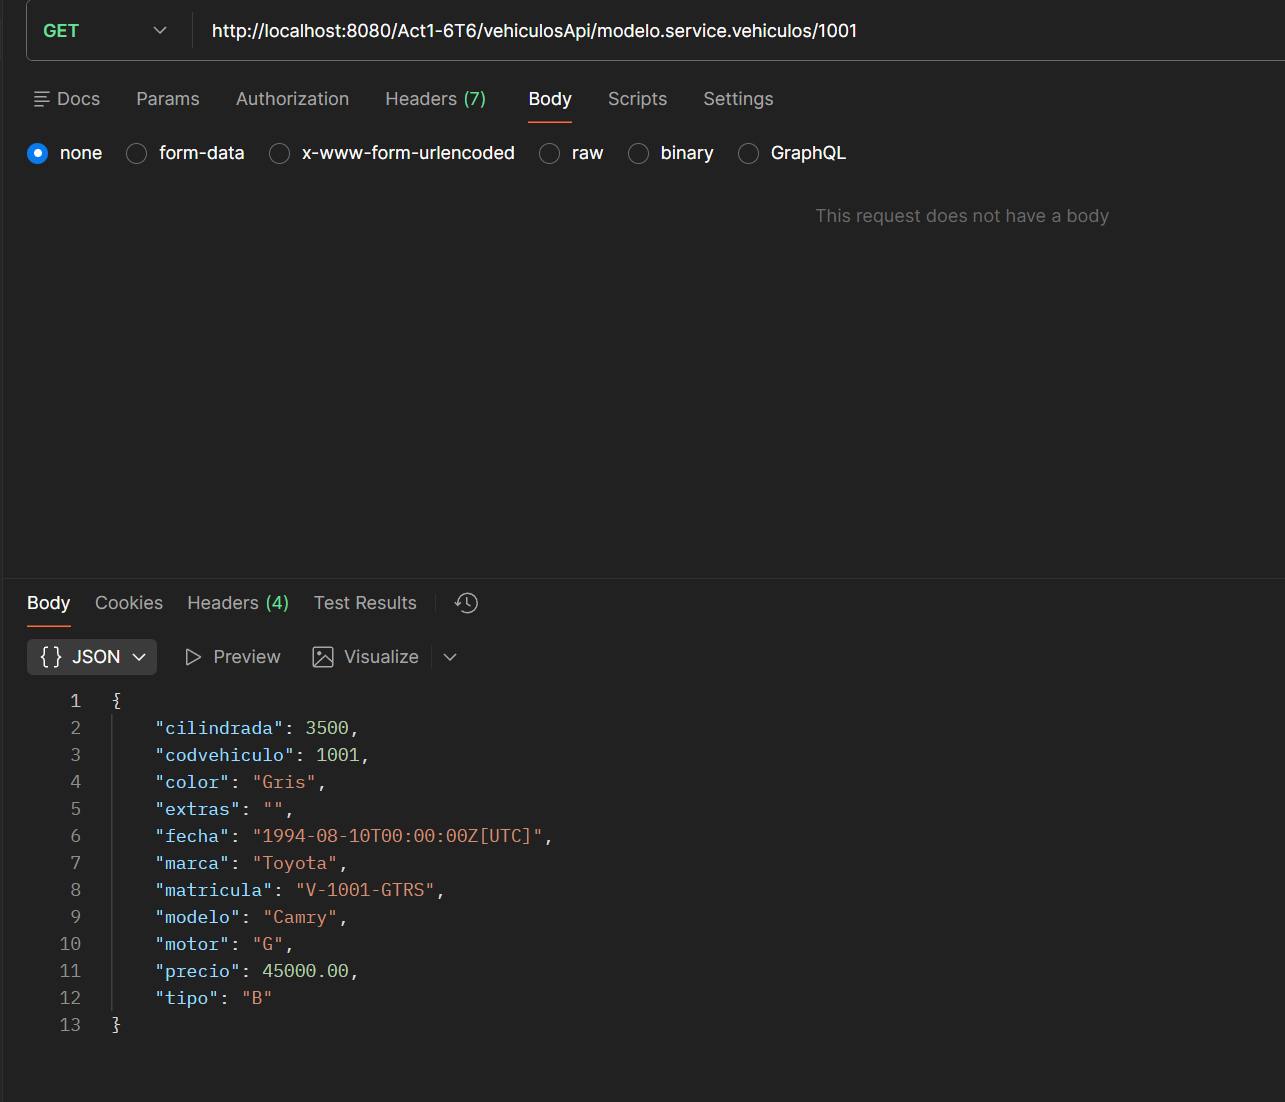 GET http://localhost:8080/Act1-6T6/vehiculosApi/modelo.service.vehiculos/1001
Docs Params Authorization Headers (7) Body Scripts Settings
none form-data x-www-form-urlencoded raw binary GraphQL
This request does not have a body
Body Cookies Headers (4) Test Results
{} JSON Preview Visualize
1 {
2 "cilindrada": 3500,
3 "codvehiculo": 1001,
4 "color": "Gris",
5 "extras": "",
6 "fecha": "1994-08-10T00:00:00Z[UTC]",
7 "marca": "Toyota",
8 "matricula": "V-1001-GTRS",
9 "modelo": "Camry",
10 "motor": "G",
11 "precio": 45000.00,
12 "tipo": "B"
13 }